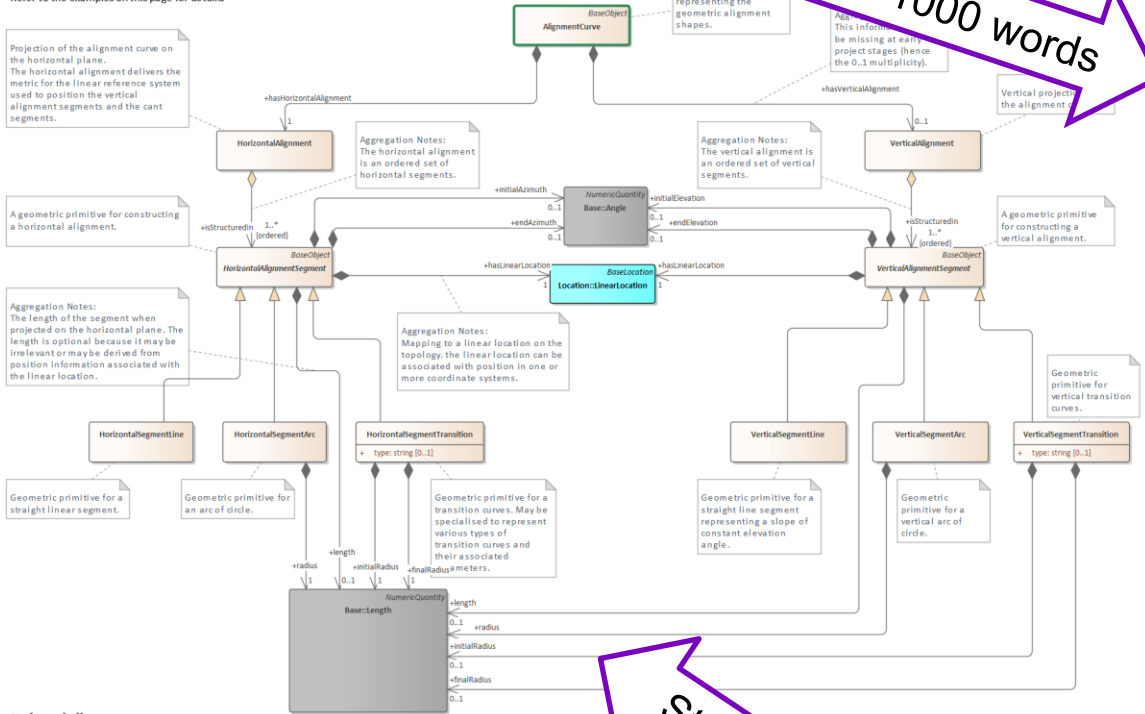 representing the
geometric alignment
shapes.
BaseObject
AlignmentCurve
1000 words
This
be missing at early
project stages (hence
the 0..1 multiplicity).
Projection of the alignment curve on
the horizontal plane.
The horizontal alignment delivers the
metric for the linear reference system
used to position the vertical
alignment segments and the cant
segments.
+hasHorizontalAlignment
1
+hasVerticalAlignment
0..1
Vertical
the alignment
HorizontalAlignment
Aggregation Notes:
The horizontal alignment
is an ordered set of
horizontal segments.
Aggregation Notes:
The vertical alignment is
an ordered set of vertical
segments.
VerticalAlignment
A geometric primitive for constructing
a horizontal alignment.
+isStructuredIn
1..*
{ordered}
+initialAzimuth
0..1
+endAzimuth
0..1
NumericQuantity
Base::Angle
+initialElevation
0..1
+endElevation
0..1
+isStructuredIn
1..*
{ordered}
A geometric primitive
for constructing a
vertical alignment.
BaseObject
HorizontalAlignmentSegment
+hasLinearLocation
1
BaseLocation
Location::LinearLocation
+hasLinearLocation
1
BaseObject
VerticalAlignmentSegment
Aggregation Notes:
The length of the segment when
projected on the horizontal plane. The
length is optional because it may be
irrelevant or may be derived from
position information associated with
the linear location.
Aggregation Notes:
Mapping to a linear location on the
topology. the linear location can be
associated with position in one or
more coordinate systems.
Geometric
primitive for
vertical transition
curves.
HorizontalSegmentLine
HorizontalSegmentArc
HorizontalSegmentTransition
+ type: string [0..1]
VerticalSegmentLine
VerticalSegmentArc
VerticalSegmentTransition
+ type: string [0..1]
Geometric primitive for a
straight linear segment.
Geometric primitive for
an arc of circle.
Geometric primitive for a
transition curves. May be
specialised to represent
various types of
transition curves and
their associated
Geometric primitive for a
straight line segment
representing a slope of
constant elevation
angle.
Geometric
primitive for a
vertical arc of
circle.
+radius
1
+length
0..1
+initialRadius
1
+finalRadius
1
NumericQuantity
Base::Length
+length
0..1
+radius
+initialRadius
0..1
+finalRadius
0..1